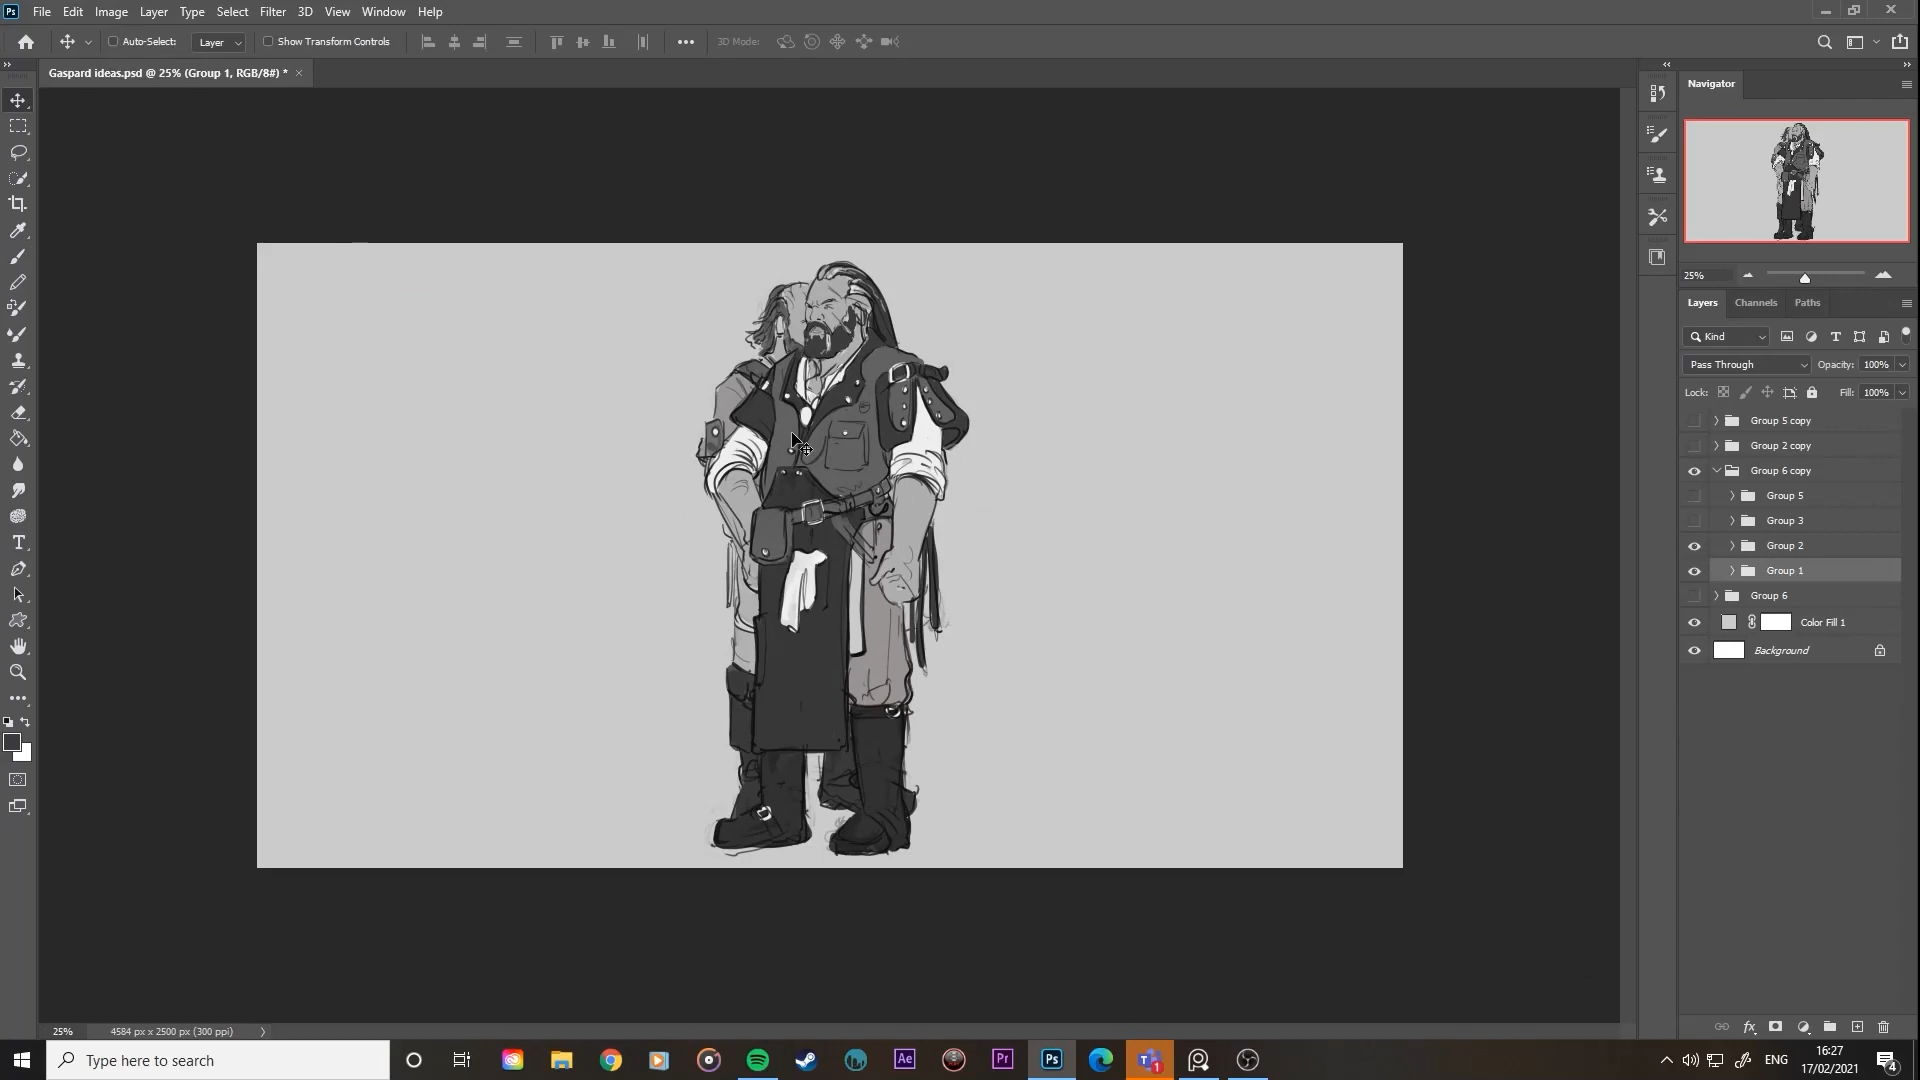 Ps File Edit Image Layer Type Select Filter 3D View Window Help
Auto-Select: Layer Show Transform Controls 3D Mode:
Gaspard ideas.psd @ 25% (Group 1, RGB/8#) *
Navigator
25%
Layers Channels Paths
Kind
Pass Through Opacity: 100%
Lock: Fill: 100%
Group 5 copy
Group 2 copy
Group 6 copy
Group 5
Group 3
Group 2
Group 1
Group 6
Color Fill 1
Background
fx
25% 4584 px x 2500 px (300 ppi)
Type here to search
Ae Pr Ps
1
ENG
16:27
17/02/2021
4